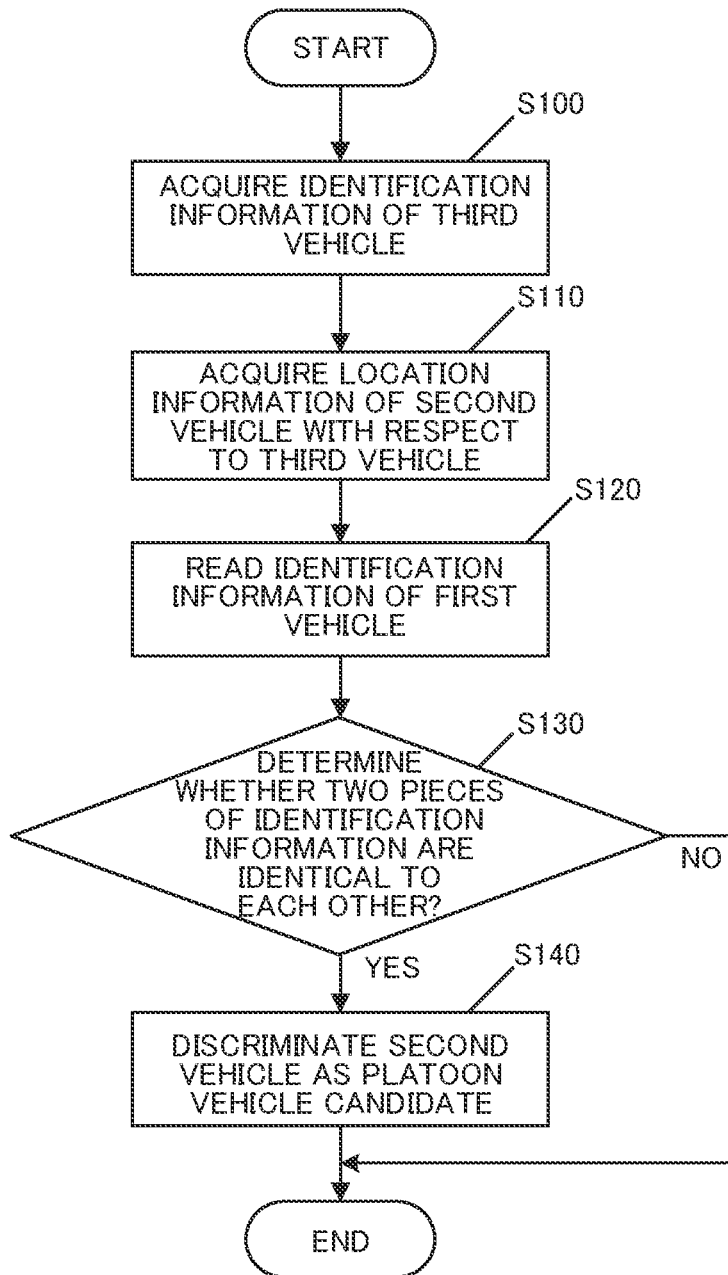 START
S100
ACQUIRE IDENTIFICATION
INFORMATION OF THIRD
VEHICLE
S110
ACQUIRE LOCATION
INFORMATION OF SECOND
VEHICLE WITH RESPECT
TO THIRD VEHICLE
S120
READ IDENTIFICATION
INFORMATION OF FIRST
VEHICLE
S130
DETERMINE
WHETHER TWO PIECES
OF IDENTIFICATION
INFORMATION ARE
IDENTICAL TO
EACH OTHER?
NO
YES
S140
DISCRIMINATE SECOND
VEHICLE AS PLATOON
VEHICLE CANDIDATE
END